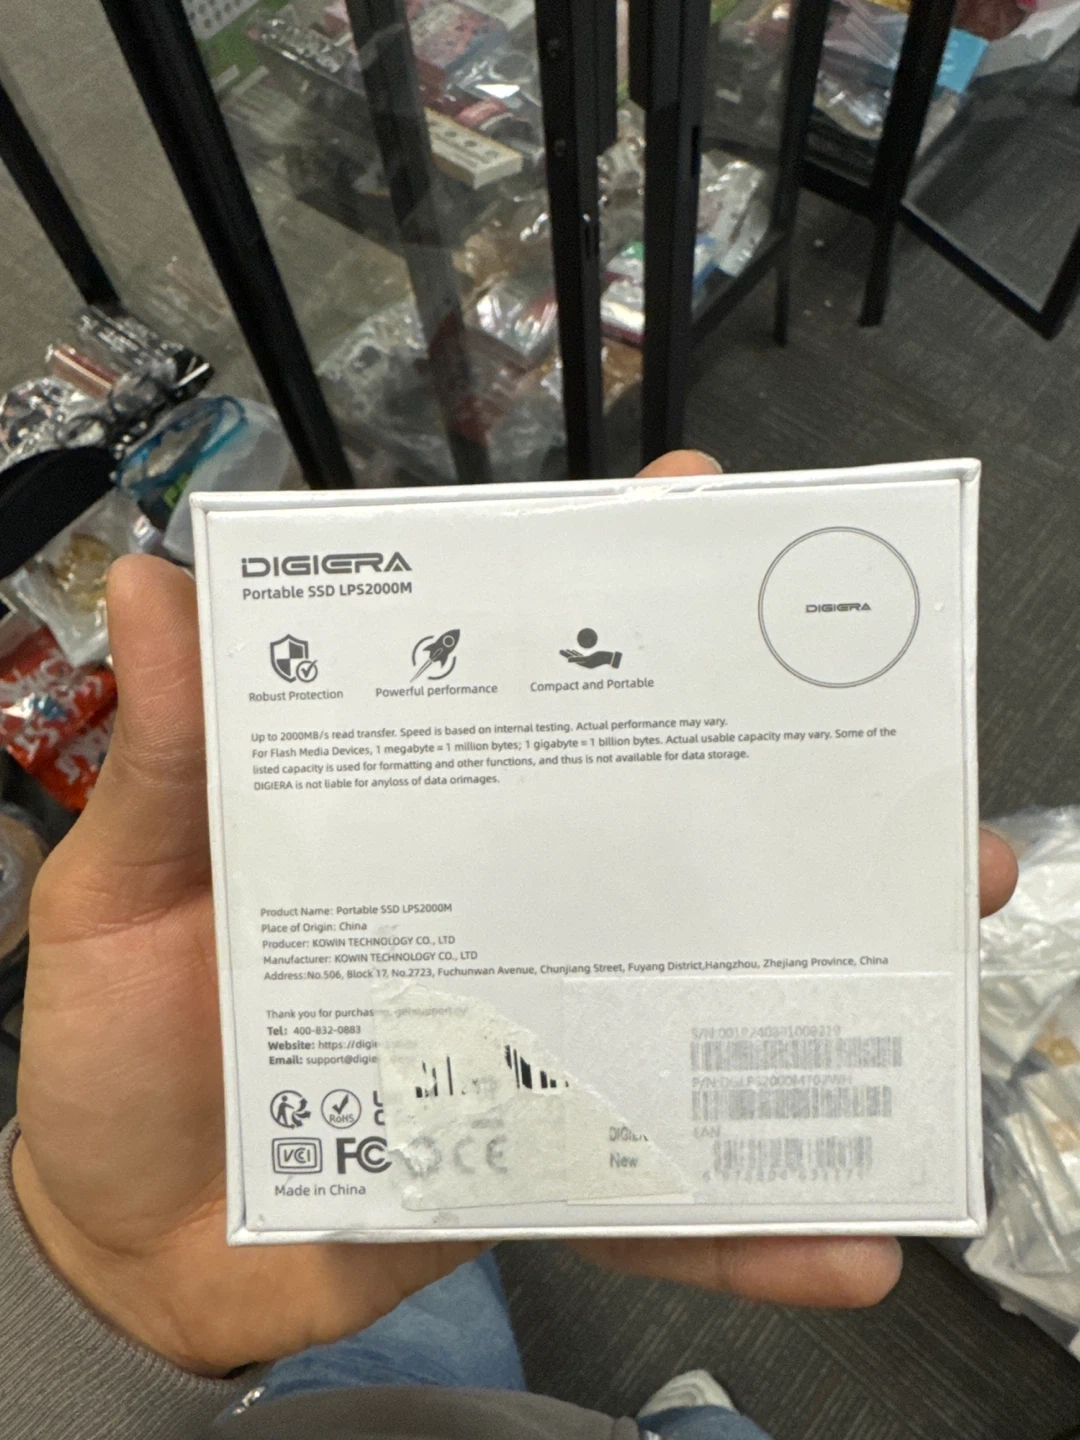 DIGIERA
Portable SSD LPS2000M
DIGIERA
Robust Protection
Powerful performance
Compact and Portable
Up to 2000MB/s read transfer. Speed is based on internal testing. Actual performance may vary.
For Flash Media Devices, 1 megabyte = 1 million bytes; 1 gigabyte = 1 billion bytes. Actual usable capacity may vary. Some of the
listed capacity is used for formatting and other functions, and thus is not available for data storage.
DIGIERA is not liable for anyloss of data orimages.
Product Name: Portable SSD LPS2000M
Place of Origin: China
Producer: KOWIN TECHNOLOGY CO., LTD
Manufacturer: KOWIN TECHNOLOGY CO., LTD
Address:No.506, Block 17, No.2723, Fuchunwan Avenue, Chunjiang Street, Fuyang District,Hangzhou, Zhejiang Province, China
Thank you for purchas
Tel: 400-832-0883
Website: https://digi
Email: support@digie
RoHS
VCCI
FC
CE
Made in China
S/N:
P/N:
EAN
New